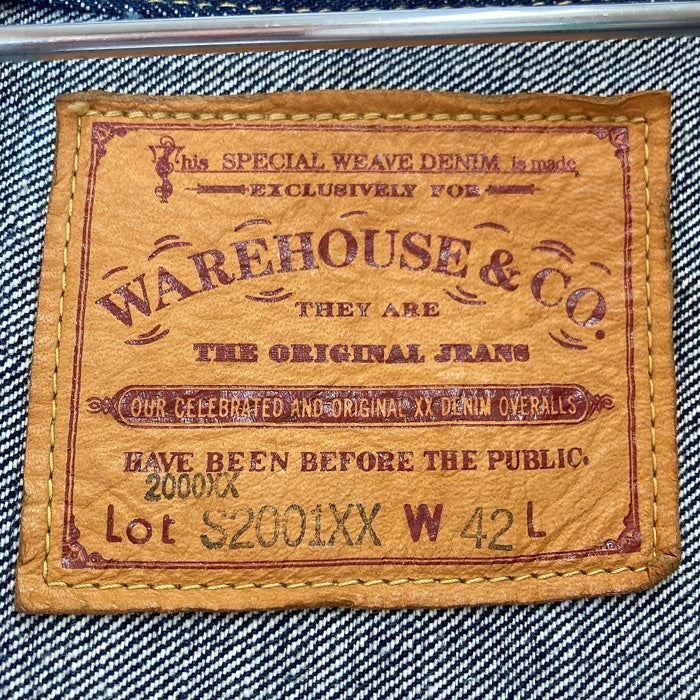 This SPECIAL WEAVE DENIM is made,
EXCLUSIVELY FOR
WAREHOUSE & CO.
THEY ARE
THE ORIGINAL JEANS
OUR CELEBRATED AND ORIGINAL XX DENIM OVERALLS
HAVE BEEN BEFORE THE PUBLIC.
2000XX
Lot S2001XX W 42 L